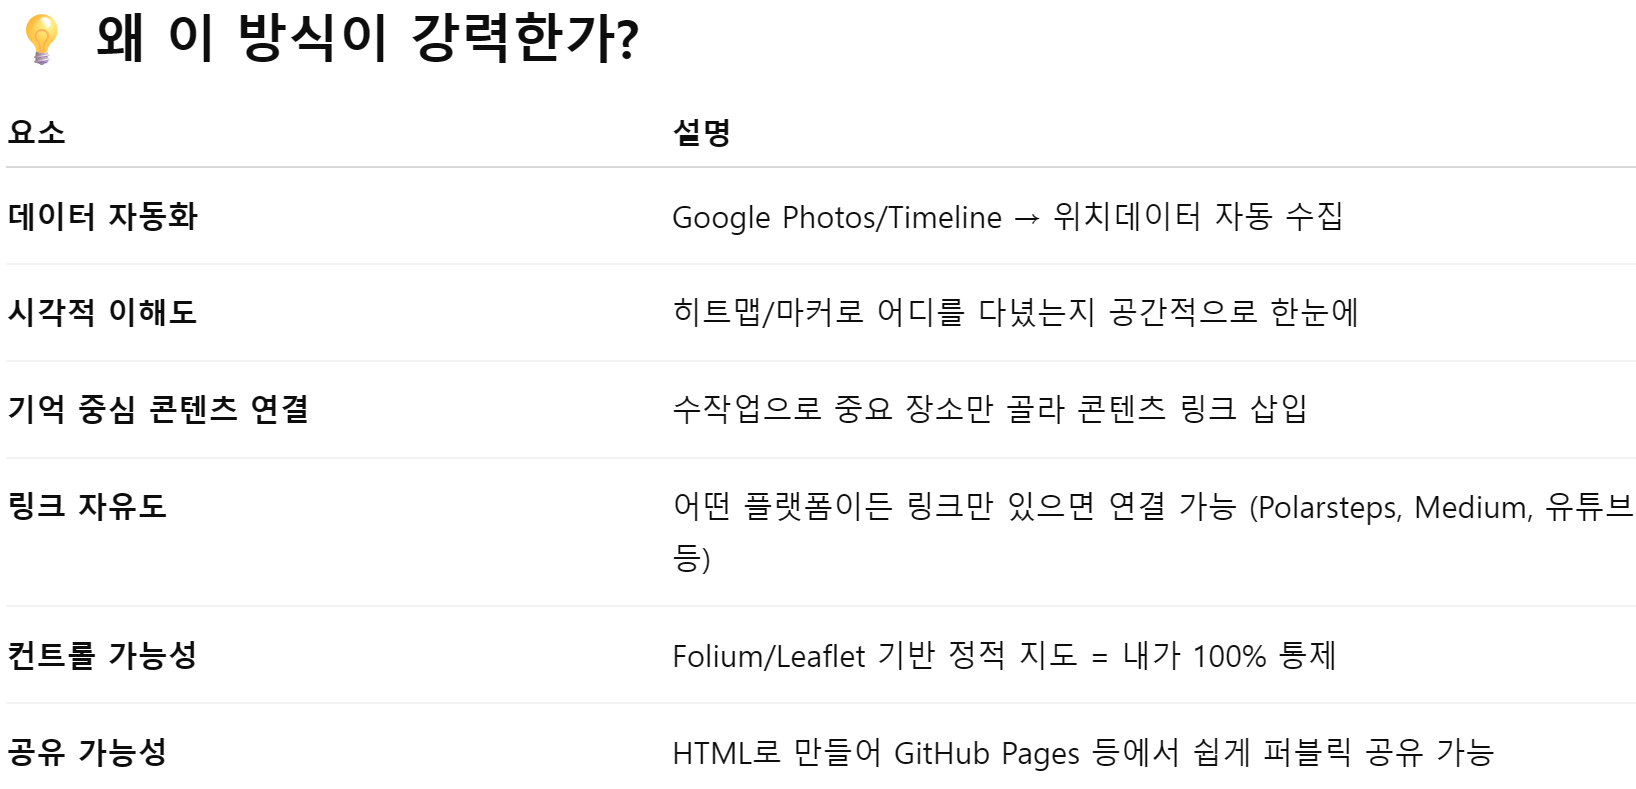 💡 왜 이 방식이 강력한가?
요소 설명
데이터 자동화 Google Photos/Timeline → 위치데이터 자동 수집
시각적 이해도 히트맵/마커로 어디를 다녔는지 공간적으로 한눈에
기억 중심 콘텐츠 연결 수작업으로 중요 장소만 골라 콘텐츠 링크 삽입
링크 자유도 어떤 플랫폼이든 링크만 있으면 연결 가능 (Polarsteps, Medium, 유튜브
등)
컨트롤 가능성 Folium/Leaflet 기반 정적 지도 = 내가 100% 통제
공유 가능성 HTML로 만들어 GitHub Pages 등에서 쉽게 퍼블릭 공유 가능